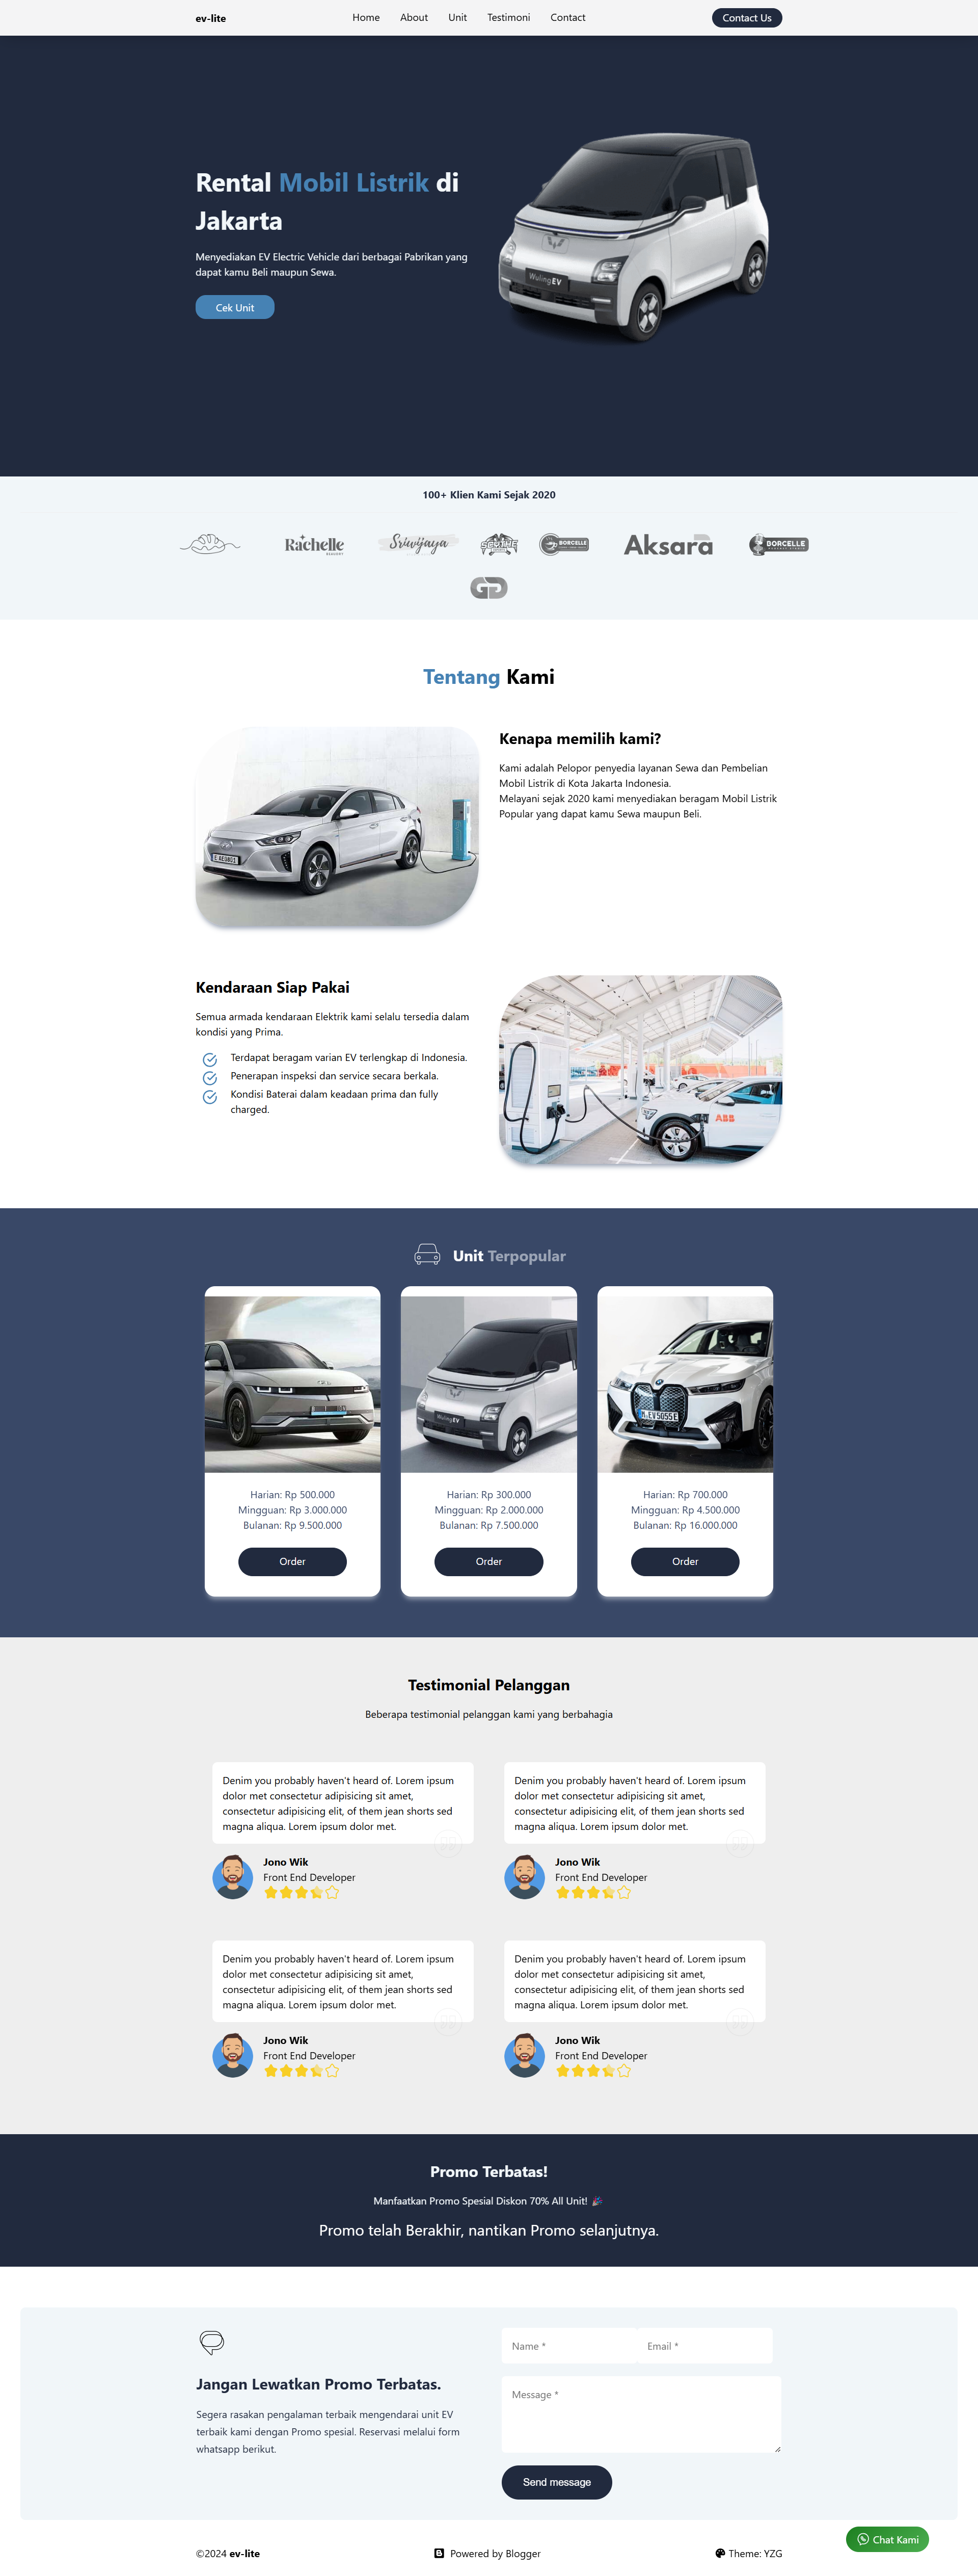 ev-lite
Home About Unit Testimoni Contact
Contact Us
Rental Mobil Listrik di
Jakarta
Menyediakan EV Electric Vehicle dari berbagai Pabrikan yang
dapat kamu Beli maupun Sewa.
Cek Unit
WulingEV
100+ Klien Kami Sejak 2020
Rachelle
Sriwijaya
BORCELLE
Aksara
BORCELLE
Tentang Kami
Kenapa memilih kami?
Kami adalah Pelopor penyedia layanan Sewa dan Pembelian
Mobil Listrik di Kota Jakarta Indonesia.
Melayani sejak 2020 kami menyediakan beragam Mobil Listrik
Popular yang dapat kamu Sewa maupun Beli.
Kendaraan Siap Pakai
Semua armada kendaraan Elektrik kami selalu tersedia dalam
kondisi yang Prima.
Terdapat beragam varian EV terlengkap di Indonesia.
Penerapan inspeksi dan service secara berkala.
Kondisi Baterai dalam keadaan prima dan fully
charged.
ABB
Unit Terpopular
WulingEV
Harian: Rp 500.000
Mingguan: Rp 3.000.000
Bulanan: Rp 9.500.000
Order
Harian: Rp 300.000
Mingguan: Rp 2.000.000
Bulanan: Rp 7.500.000
Order
Harian: Rp 700.000
Mingguan: Rp 4.500.000
Bulanan: Rp 16.000.000
Order
Testimonial Pelanggan
Beberapa testimonial pelanggan kami yang berbahagia
Denim you probably haven't heard of. Lorem ipsum
dolor met consectetur adipisicing sit amet,
consectetur adipisicing elit, of them jean shorts sed
magna aliqua. Lorem ipsum dolor met.
Jono Wik
Front End Developer
Denim you probably haven't heard of. Lorem ipsum
dolor met consectetur adipisicing sit amet,
consectetur adipisicing elit, of them jean shorts sed
magna aliqua. Lorem ipsum dolor met.
Jono Wik
Front End Developer
Denim you probably haven't heard of. Lorem ipsum
dolor met consectetur adipisicing sit amet,
consectetur adipisicing elit, of them jean shorts sed
magna aliqua. Lorem ipsum dolor met.
Jono Wik
Front End Developer
Denim you probably haven't heard of. Lorem ipsum
dolor met consectetur adipisicing sit amet,
consectetur adipisicing elit, of them jean shorts sed
magna aliqua. Lorem ipsum dolor met.
Jono Wik
Front End Developer
Promo Terbatas!
Manfaatkan Promo Spesial Diskon 70% All Unit! 🎉
Promo telah Berakhir, nantikan Promo selanjutnya.
Jangan Lewatkan Promo Terbatas.
Segera rasakan pengalaman terbaik mengendarai unit EV
terbaik kami dengan Promo spesial. Reservasi melalui form
whatsapp berikut.
Name *
Email *
Message *
Send message
Chat Kami
©2024 ev-lite
Powered by Blogger
Theme: YZG